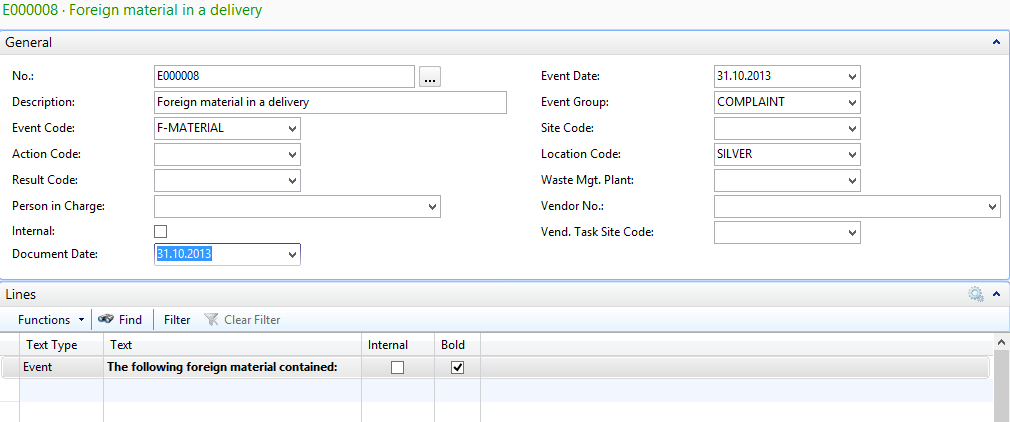 E000008 · Foreign material in a delivery
General
No.: E000008 ... Event Date: 31.10.2013
Description: Foreign material in a delivery Event Group: COMPLAINT
Event Code: F-MATERIAL Site Code:
Action Code: Location Code: SILVER
Result Code: Waste Mgt. Plant:
Person in Charge: Vendor No.:
Internal: Vend. Task Site Code:
Document Date: 31.10.2013
Lines
Functions Find Filter Clear Filter
Text Type Text Internal Bold
Event The following foreign material contained: